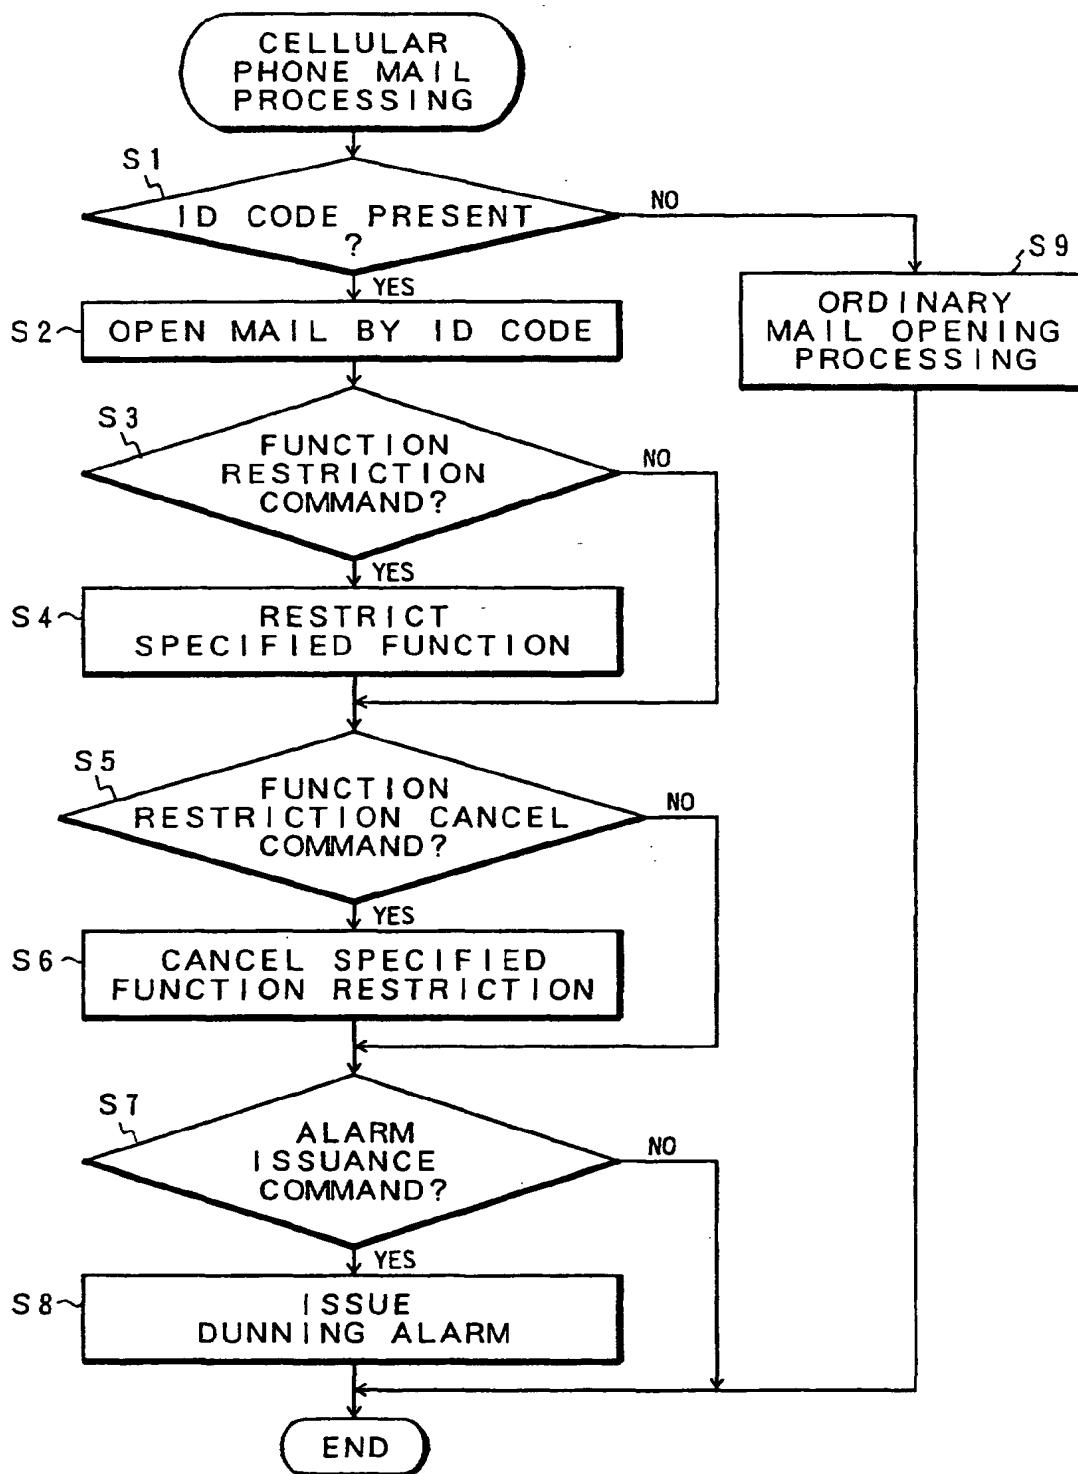 CELLULAR
PHONE MAIL
PROCESSING
S1
ID CODE PRESENT
?
NO
YES
S9
ORDINARY
MAIL OPENING
PROCESSING
S2
OPEN MAIL BY ID CODE
S3
FUNCTION
RESTRICTION
COMMAND?
NO
YES
S4
RESTRICT
SPECIFIED FUNCTION
S5
FUNCTION
RESTRICTION CANCEL
COMMAND?
NO
YES
S6
CANCEL SPECIFIED
FUNCTION RESTRICTION
S7
ALARM
ISSUANCE
COMMAND?
NO
YES
S8
ISSUE
DUNNING ALARM
END